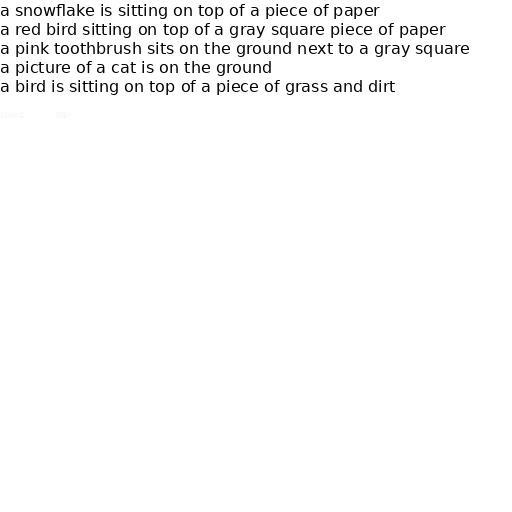 a snowflake is sitting on top of a piece of paper
a red bird sitting on top of a gray square piece of paper
a pink toothbrush sits on the ground next to a gray square
a picture of a cat is on the ground
a bird is sitting on top of a piece of grass and dirt